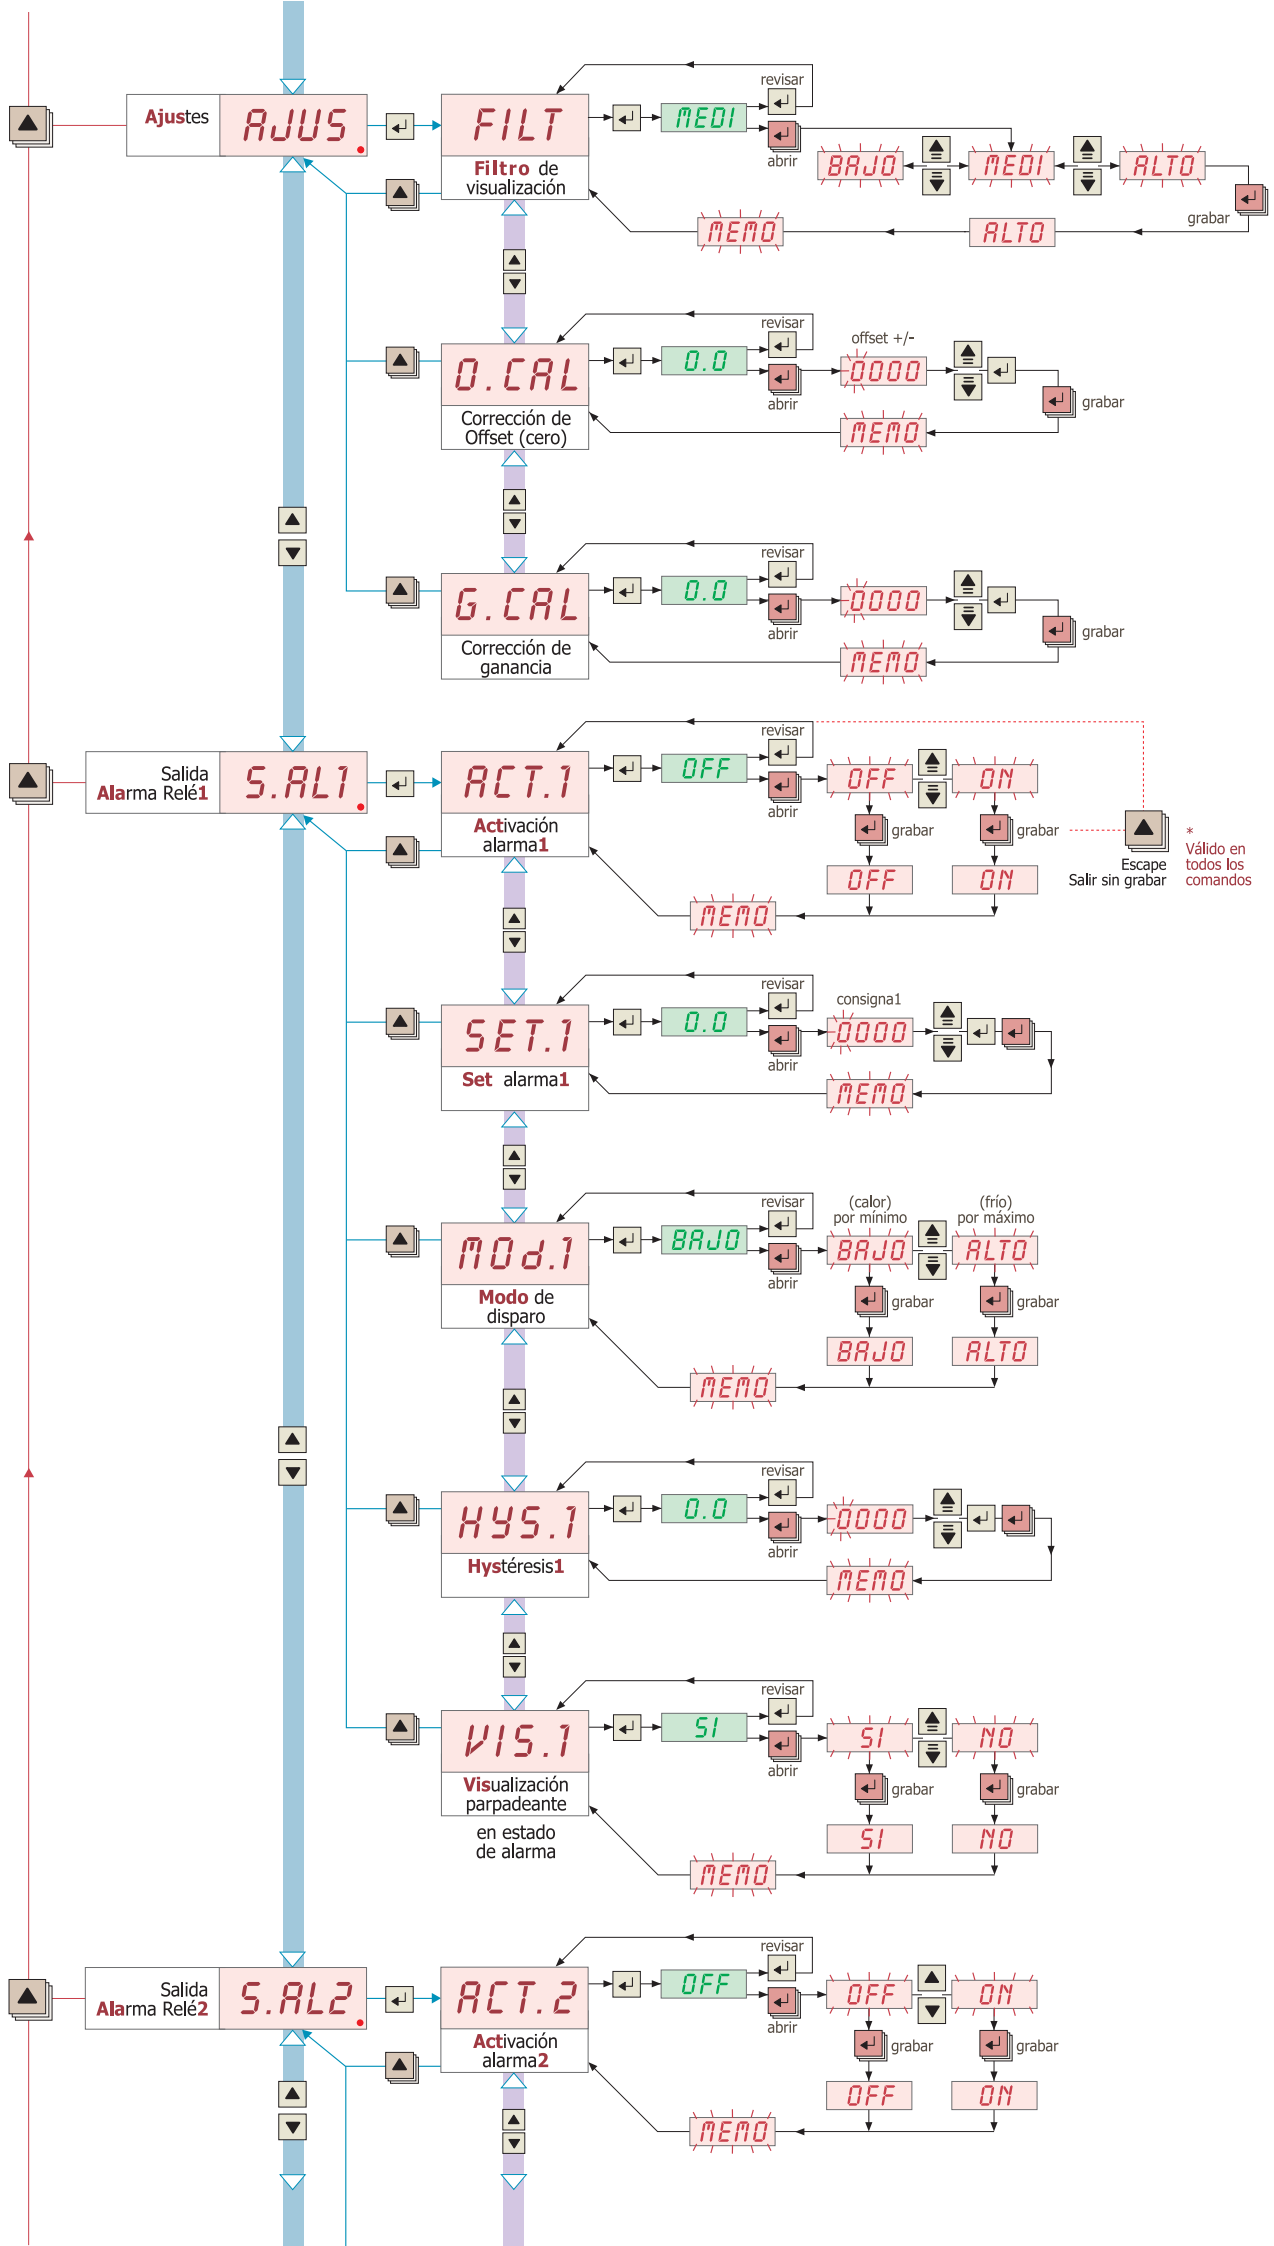 Ajustes
AJUS
FILT
Filtro de
visualización
MEDI
revisar
abrir
BAJO
MEDI
ALTO
grabar
ALTO
MEMO
O.CAL
Corrección de
Offset (cero)
0.0
revisar
abrir
offset +/-
0000
grabar
MEMO
G.CAL
Corrección de
ganancia
0.0
revisar
abrir
0000
grabar
MEMO
Salida
Alarma Relé1
S.AL1
ACT.1
Activación
alarma1
OFF
revisar
abrir
OFF
ON
grabar
grabar
OFF
ON
MEMO
Escape
Salir sin grabar
*
Válido en
todos los
comandos
SET.1
Set alarma1
0.0
revisar
abrir
consigna1
0000
MEMO
MOd.1
Modo de
disparo
BAJO
revisar
abrir
(calor)
por mínimo
(frío)
por máximo
BAJO
ALTO
grabar
grabar
BAJO
ALTO
MEMO
HYS.1
Hystéresis1
0.0
revisar
abrir
0000
MEMO
VIS.1
Visualización
parpadeante
en estado
de alarma
SI
revisar
abrir
SI
NO
grabar
grabar
SI
NO
MEMO
Salida
Alarma Relé2
S.AL2
ACT.2
Activación
alarma2
OFF
revisar
abrir
OFF
ON
grabar
grabar
OFF
ON
MEMO